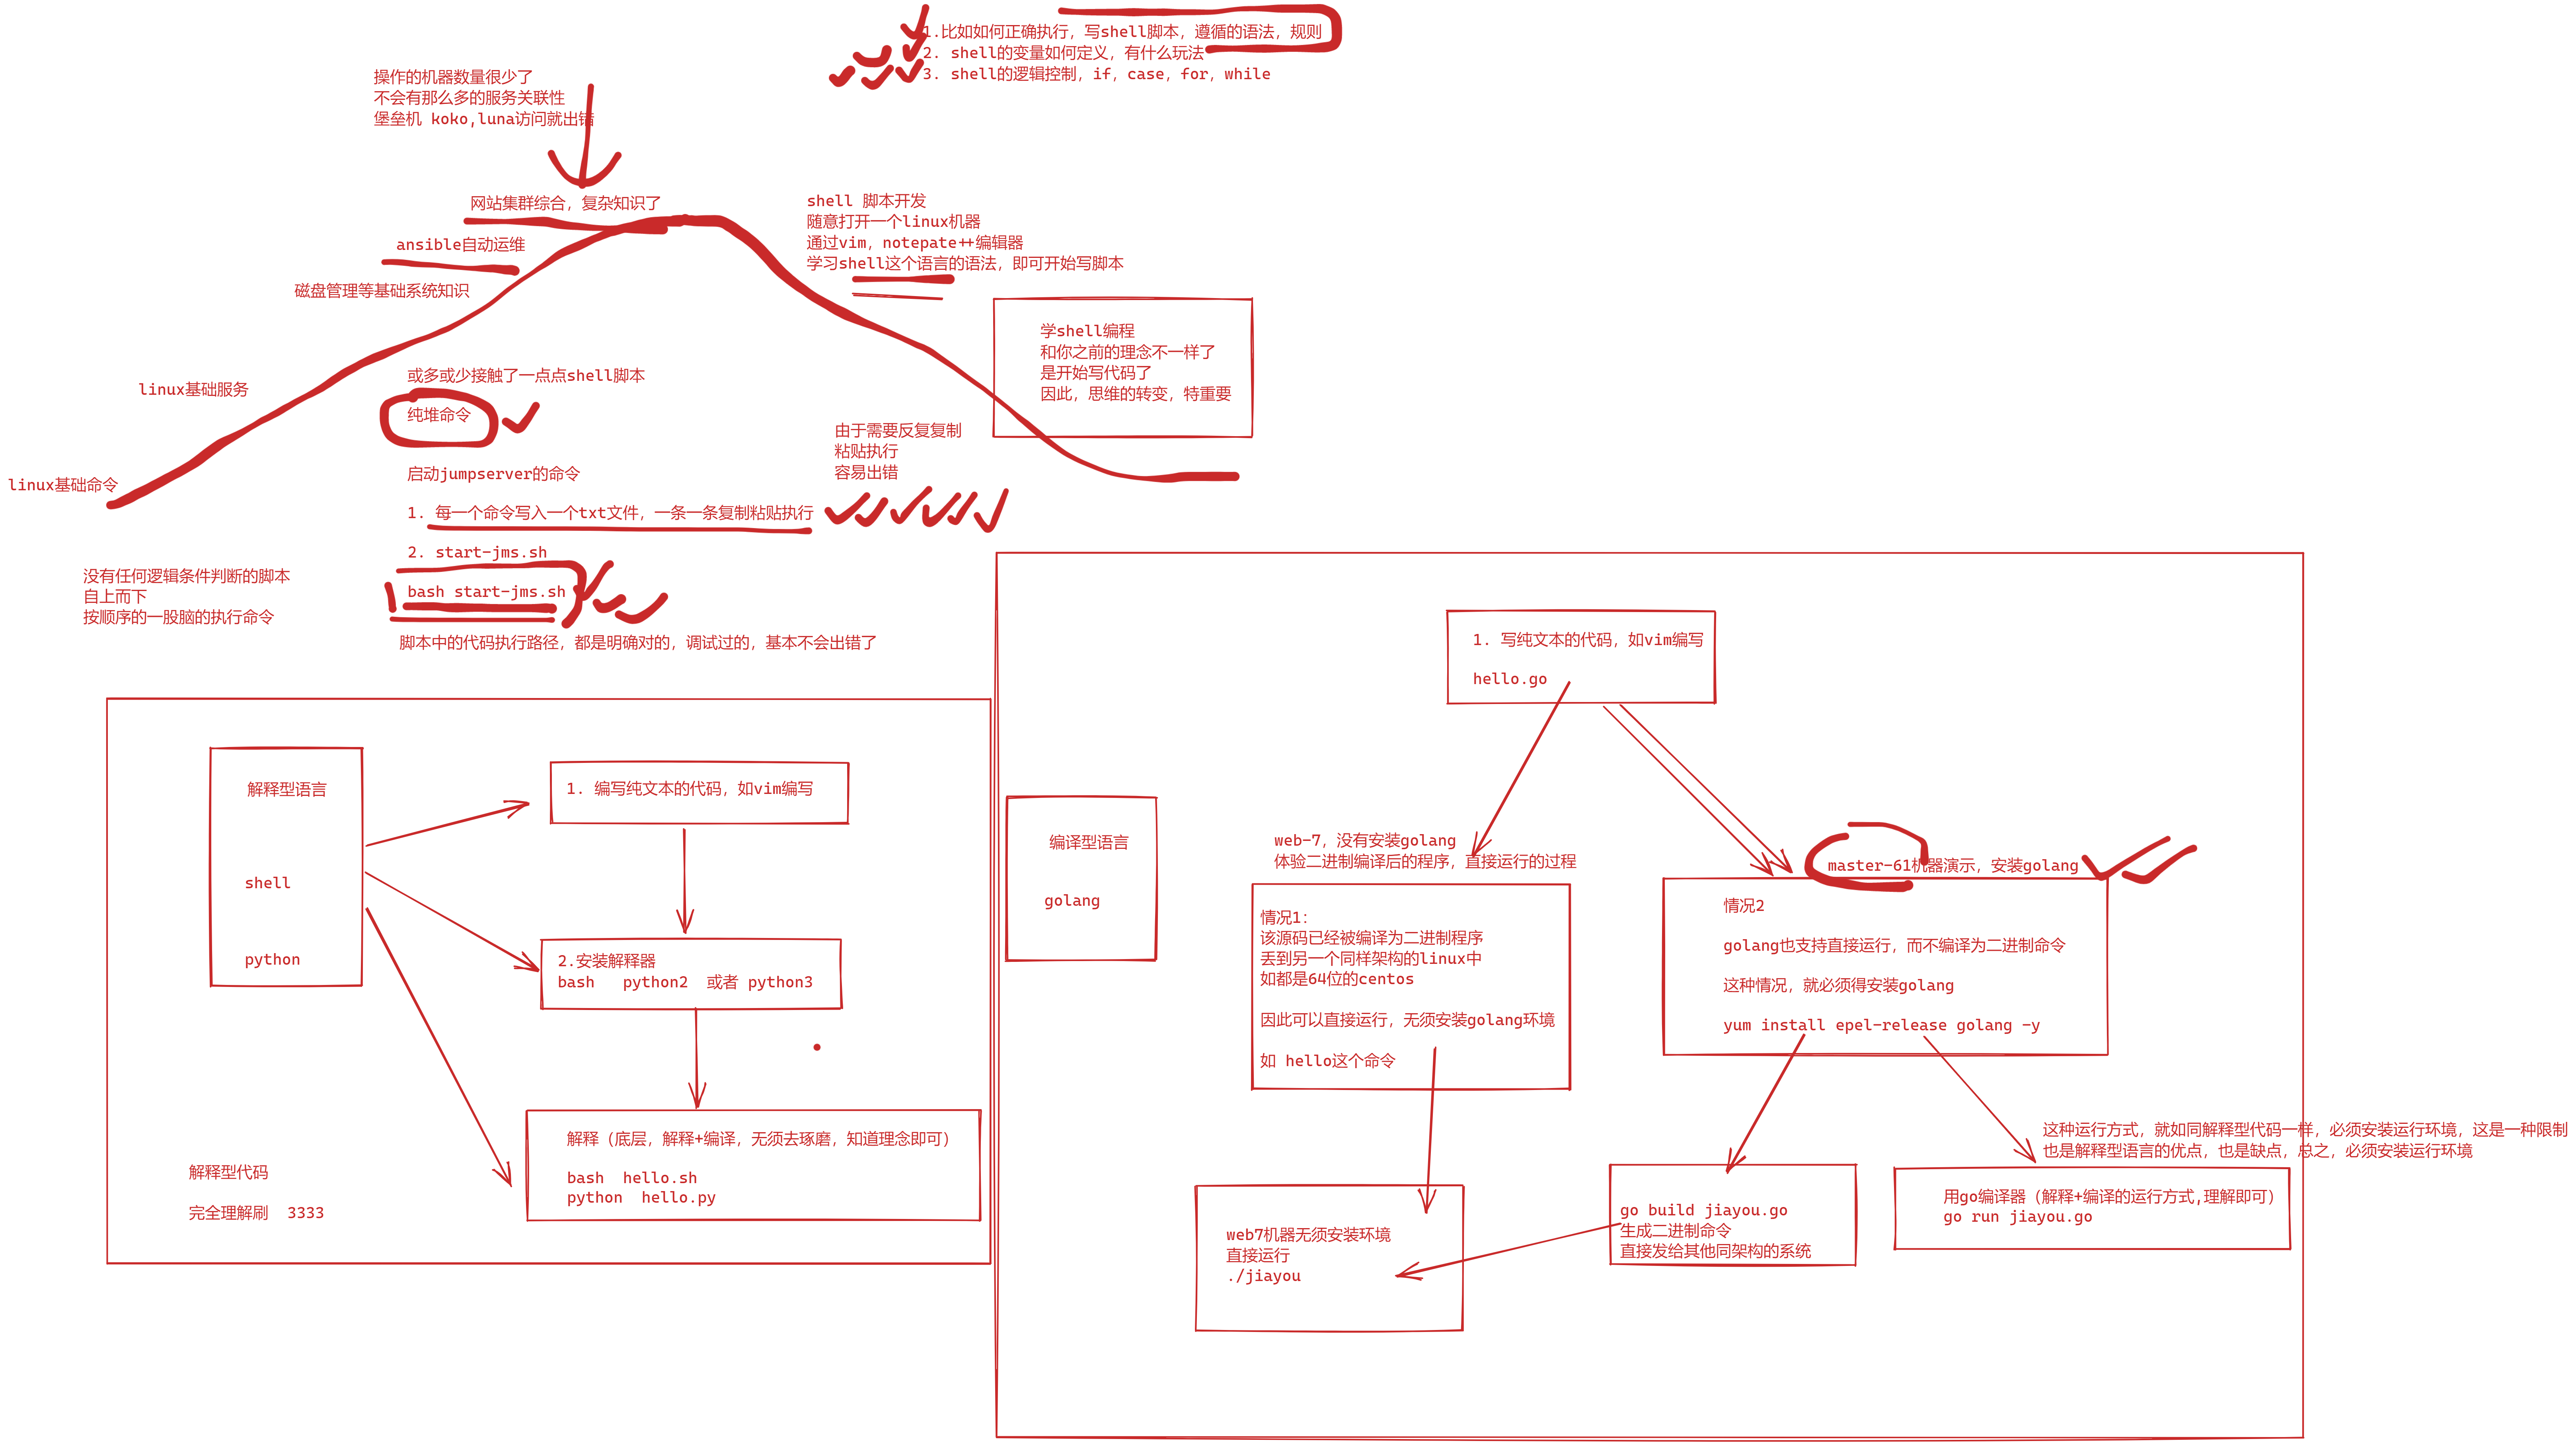 1.比如如何正确执行，写shell脚本，遵循的语法，规则
2. shell的变量如何定义，有什么玩法
3. shell的逻辑控制，if，case，for，while
操作的机器数量很少了
不会有那么多的服务关联性
堡垒机 koko,luna访问就出错
网站集群综合，复杂知识了
ansible自动运维
磁盘管理等基础系统知识
linux基础服务
linux基础命令
shell 脚本开发
随意打开一个linux机器
通过vim，notepate++编辑器
学习shell这个语言的语法，即可开始写脚本
学shell编程
和你之前的理念不一样了
是开始写代码了
因此，思维的转变，特重要
或多或少接触了一点点shell脚本
纯堆命令
启动jumpserver的命令
1. 每一个命令写入一个txt文件，一条一条复制粘贴执行
2. start-jms.sh
bash start-jms.sh
脚本中的代码执行路径，都是明确对的，调试过的，基本不会出错了
由于需要反复复制
粘贴执行
容易出错
没有任何逻辑条件判断的脚本
自上而下
按顺序的一股脑的执行命令
解释型语言
shell
python
1. 编写纯文本的代码，如vim编写
2.安装解释器
bash   python2  或者 python3
解释（底层，解释+编译，无须去琢磨，知道理念即可）
bash  hello.sh
python  hello.py
解释型代码
完全理解刷  3333
编译型语言
golang
1. 写纯文本的代码，如vim编写
hello.go
web-7，没有安装golang
体验二进制编译后的程序，直接运行的过程
情况1：
该源码已经被编译为二进制程序
丢到另一个同样架构的linux中
如都是64位的centos
因此可以直接运行，无须安装golang环境
如 hello这个命令
web7机器无须安装环境
直接运行
./jiayou
master-61机器演示，安装golang
情况2
golang也支持直接运行，而不编译为二进制命令
这种情况，就必须得安装golang
yum install epel-release golang -y
go build jiayou.go
生成二进制命令
直接发给其他同架构的系统
这种运行方式，就如同解释型代码一样，必须安装运行环境，这是一种限制
也是解释型语言的优点，也是缺点，总之，必须安装运行环境
用go编译器（解释+编译的运行方式,理解即可）
go run jiayou.go